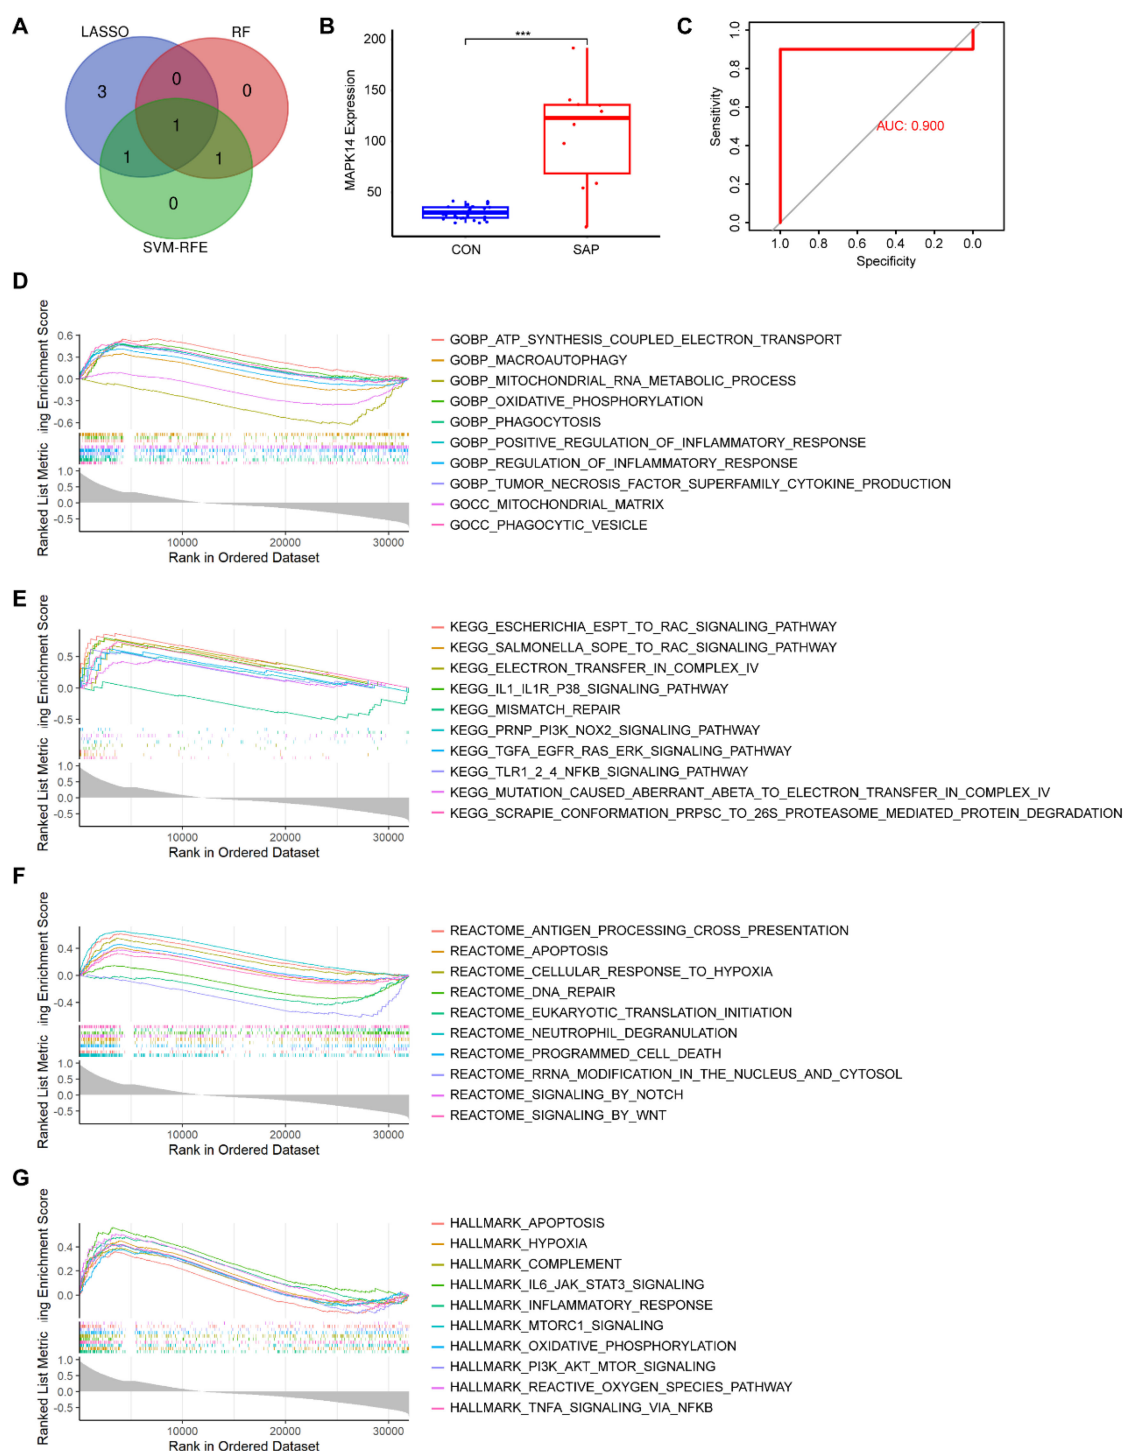 A
LASSO
RF
3
0
0
1
1
1
0
SVM-RFE
B
MAPK14 Expression
200
150
100
50
***
CON
SAP
C
Sensitivity
1.0
0.8
0.6
0.4
0.2
0.0
AUC: 0.900
1.0 0.8 0.6 0.4 0.2 0.0
Specificity
D
ing Enrichment Score
0.6
0.3
0.0
-0.3
-0.6
Ranked List Metric
1.0
0.5
0.0
-0.5
10000 20000 30000
Rank in Ordered Dataset
GOBP_ATP_SYNTHESIS_COUPLED_ELECTRON_TRANSPORT
GOBP_MACROAUTOPHAGY
GOBP_MITOCHONDRIAL_RNA_METABOLIC_PROCESS
GOBP_OXIDATIVE_PHOSPHORYLATION
GOBP_PHAGOCYTOSIS
GOBP_POSITIVE_REGULATION_OF_INFLAMMATORY_RESPONSE
GOBP_REGULATION_OF_INFLAMMATORY_RESPONSE
GOBP_TUMOR_NECROSIS_FACTOR_SUPERFAMILY_CYTOKINE_PRODUCTION
GOCC_MITOCHONDRIAL_MATRIX
GOCC_PHAGOCYTIC_VESICLE
E
ing Enrichment Score
0.5
0.0
-0.5
Ranked List Metric
1.0
0.5
0.0
-0.5
10000 20000 30000
Rank in Ordered Dataset
KEGG_ESCHERICHIA_ESPT_TO_RAC_SIGNALING_PATHWAY
KEGG_SALMONELLA_SOPE_TO_RAC_SIGNALING_PATHWAY
KEGG_ELECTRON_TRANSFER_IN_COMPLEX_IV
KEGG_IL1_IL1R_P38_SIGNALING_PATHWAY
KEGG_MISMATCH_REPAIR
KEGG_PRNP_PI3K_NOX2_SIGNALING_PATHWAY
KEGG_TGFA_EGFR_RAS_ERK_SIGNALING_PATHWAY
KEGG_TLR1_2_4_NFKB_SIGNALING_PATHWAY
KEGG_MUTATION_CAUSED_ABERRANT_ABETA_TO_ELECTRON_TRANSFER_IN_COMPLEX_IV
KEGG_SCRAPIE_CONFORMATION_PRPSC_TO_26S_PROTEASOME_MEDIATED_PROTEIN_DEGRADATION
F
ing Enrichment Score
0.4
0.0
-0.4
Ranked List Metric
1.0
0.5
0.0
-0.5
10000 20000 30000
Rank in Ordered Dataset
REACTOME_ANTIGEN_PROCESSING_CROSS_PRESENTATION
REACTOME_APOPTOSIS
REACTOME_CELLULAR_RESPONSE_TO_HYPOXIA
REACTOME_DNA_REPAIR
REACTOME_EUKARYOTIC_TRANSLATION_INITIATION
REACTOME_NEUTROPHIL_DEGRANULATION
REACTOME_PROGRAMMED_CELL_DEATH
REACTOME_RRNA_MODIFICATION_IN_THE_NUCLEUS_AND_CYTOSOL
REACTOME_SIGNALING_BY_NOTCH
REACTOME_SIGNALING_BY_WNT
G
ing Enrichment Score
0.4
0.2
0.0
Ranked List Metric
1.0
0.5
0.0
-0.5
10000 20000 30000
Rank in Ordered Dataset
HALLMARK_APOPTOSIS
HALLMARK_HYPOXIA
HALLMARK_COMPLEMENT
HALLMARK_IL6_JAK_STAT3_SIGNALING
HALLMARK_INFLAMMATORY_RESPONSE
HALLMARK_MTORC1_SIGNALING
HALLMARK_OXIDATIVE_PHOSPHORYLATION
HALLMARK_PI3K_AKT_MTOR_SIGNALING
HALLMARK_REACTIVE_OXYGEN_SPECIES_PATHWAY
HALLMARK_TNFA_SIGNALING_VIA_NFKB